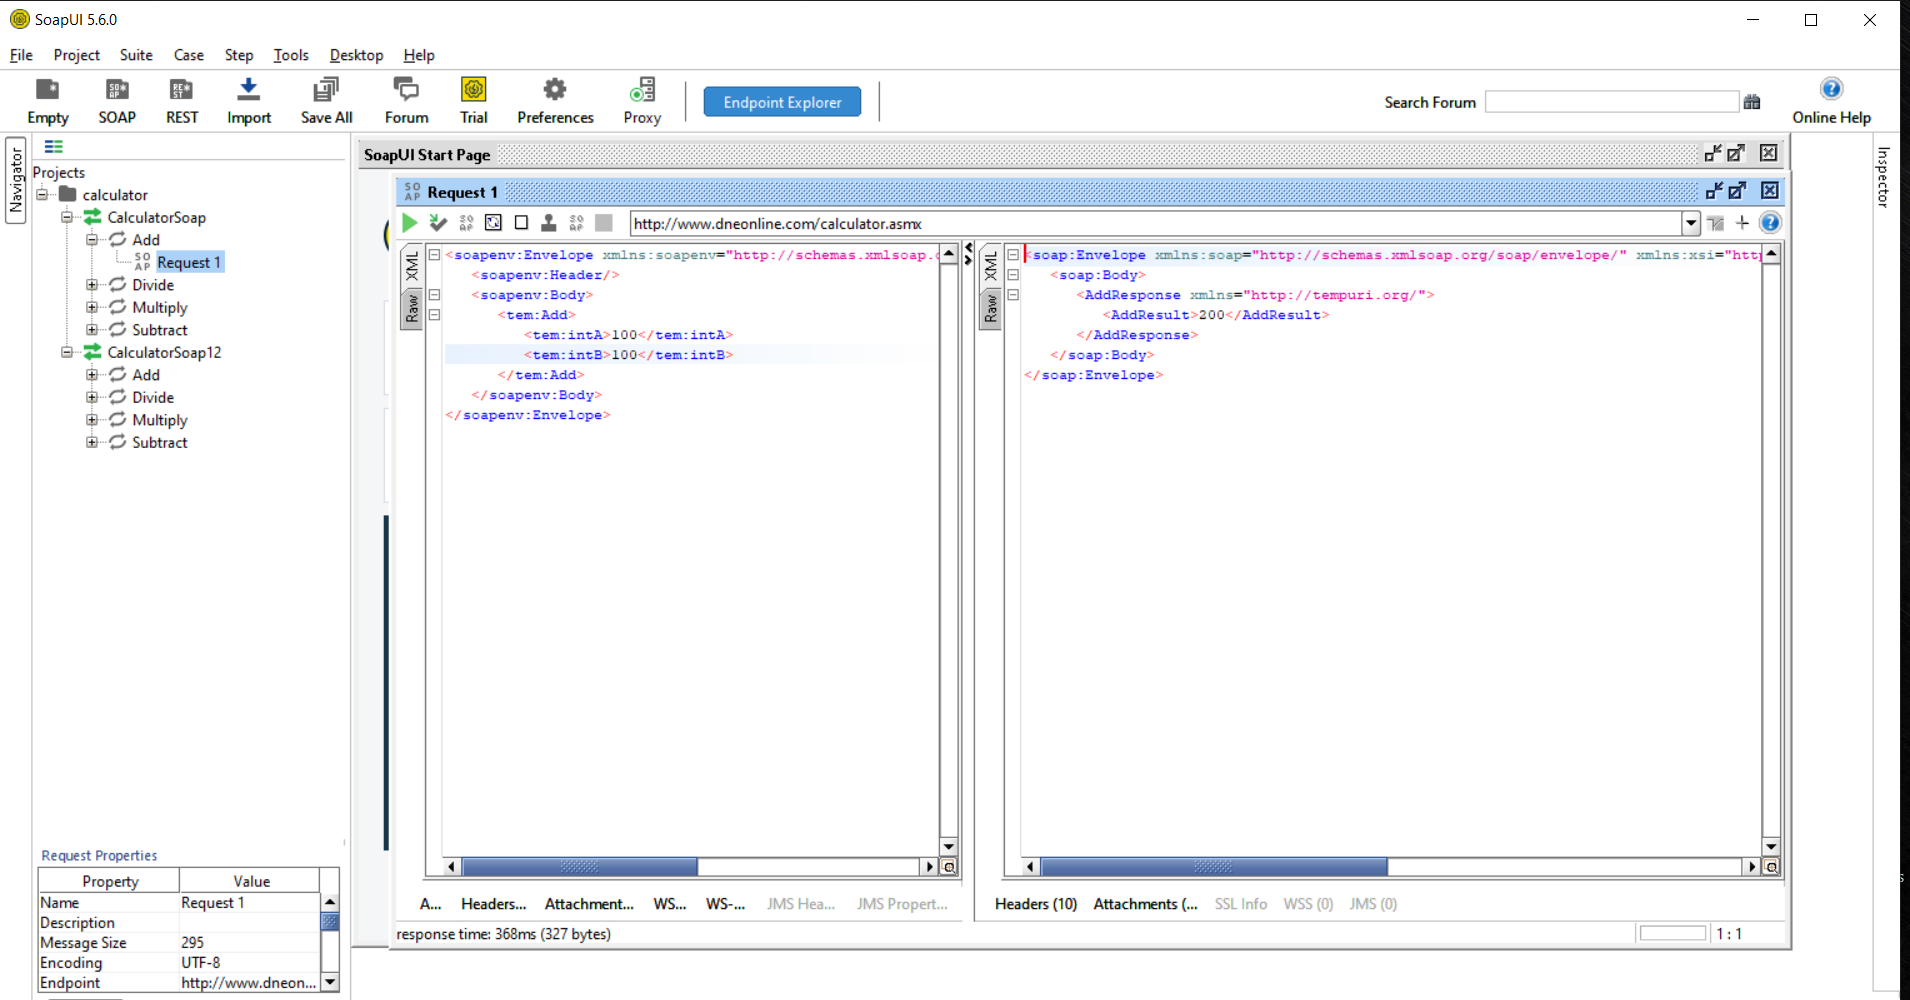 SoapUI 5.6.0
File Project Suite Case Step Tools Desktop Help
Empty SOAP REST Import Save All Forum Trial Preferences Proxy Endpoint Explorer Search Forum Online Help
Navigator
Projects
calculator
CalculatorSoap
Add
SO AP Request 1
Divide
Multiply
Subtract
CalculatorSoap12
Add
Divide
Multiply
Subtract
Request Properties
Property Value
Name Request 1
Description
Message Size 295
Encoding UTF-8
Endpoint http://www.dneon...
SoapUI Start Page
SO AP Request 1
http://www.dneonline.com/calculator.asmx
XML
Raw
<soapenv:Envelope xmlns:soapenv="http://schemas.xmlsoap.
<soapenv:Header/>
<soapenv:Body>
<tem:Add>
<tem:intA>100</tem:intA>
<tem:intB>100</tem:intB>
</tem:Add>
</soapenv:Body>
</soapenv:Envelope>
A... Headers... Attachment... WS... WS-... JMS Hea... JMS Propert...
XML
Raw
<soap:Envelope xmlns:soap="http://schemas.xmlsoap.org/soap/envelope/" xmlns:xsi="http
<soap:Body>
<AddResponse xmlns="http://tempuri.org/">
<AddResult>200</AddResult>
</AddResponse>
</soap:Body>
</soap:Envelope>
Headers (10) Attachments (... SSL Info WSS (0) JMS (0)
response time: 368ms (327 bytes)
1 : 1
Inspector